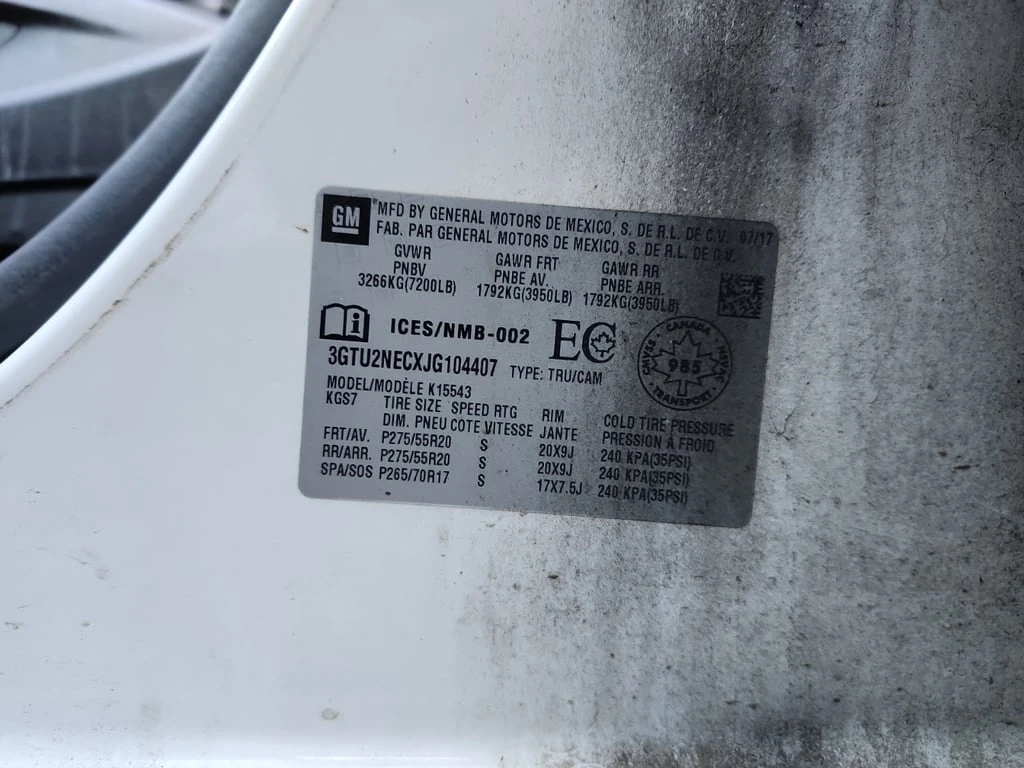 GM
MFD BY GENERAL MOTORS DE MEXICO, S. DE R.L. DE C.V. 07/17
FAB. PAR GENERAL MOTORS DE MEXICO, S. DE R.L. DE C.V.
GVWR GAWR FRT GAWR RR
PNBV PNBE AV. PNBE ARR.
3266KG(7200LB) 1792KG(3950LB) 1792KG(3950LB)
ICES/NMB-002 EC
CANADA
CMVSS 985 NSVAC
TRANSPORT
3GTU2NECXJG104407 TYPE: TRU/CAM
MODEL/MODÈLE K15543
KGS7 TIRE SIZE SPEED RTG RIM COLD TIRE PRESSURE
DIM. PNEU COTE VITESSE JANTE PRESSION À FROID
FRT/AV. P275/55R20 S 20X9J 240 KPA(35PSI)
RR/ARR. P275/55R20 S 20X9J 240 KPA(35PSI)
SPA/SOS P265/70R17 S 17X7.5J 240 KPA(35PSI)